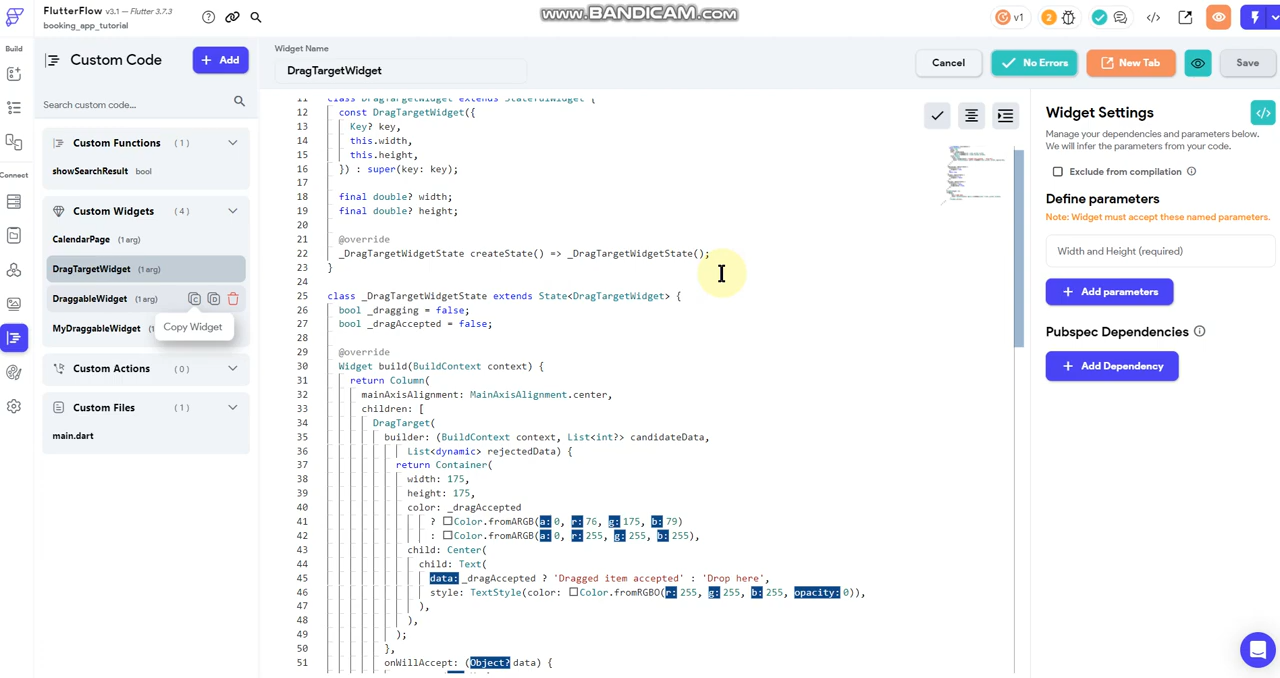 FlutterFlow v3.1 – Flutter 3.7.3
booking_app_tutorial
www.BANDICAM.com
v1
2
Build
Connect
Custom Code
Add
Search custom code...
Custom Functions (1)
showSearchResult bool
Custom Widgets (4)
CalendarPage (1 arg)
DragTargetWidget (1 arg)
DraggableWidget (1 arg)
Copy Widget
MyDraggableWidget
Custom Actions (0)
Custom Files (1)
main.dart
Widget Name
DragTargetWidget
Cancel
No Errors
New Tab
Save
11 class DragTargetWidget extends StatefulWidget {
12 const DragTargetWidget({
13 Key? key,
14 this.width,
15 this.height,
16 }) : super(key: key);
17
18 final double? width;
19 final double? height;
20
21 @override
22 _DragTargetWidgetState createState() => _DragTargetWidgetState();
23 }
24
25 class _DragTargetWidgetState extends State<DragTargetWidget> {
26 bool _dragging = false;
27 bool _dragAccepted = false;
28
29 @override
30 Widget build(BuildContext context) {
31 return Column(
32 mainAxisAlignment: MainAxisAlignment.center,
33 children: [
34 DragTarget(
35 builder: (BuildContext context, List<int?> candidateData,
36 List<dynamic> rejectedData) {
37 return Container(
38 width: 175,
39 height: 175,
40 color: _dragAccepted
41 ? Color.fromARGB(a: 0, r: 76, g: 175, b: 79)
42 : Color.fromARGB(a: 0, r: 255, g: 255, b: 255),
43 child: Center(
44 child: Text(
45 data: _dragAccepted ? 'Dragged item accepted' : 'Drop here',
46 style: TextStyle(color: Color.fromRGBO(r: 255, g: 255, b: 255, opacity: 0)),
47 ),
48 ),
49 );
50 },
51 onWillAccept: (Object? data) {
Widget Settings
Manage your dependencies and parameters below.
We will infer the parameters from your code.
Exclude from compilation
Define parameters
Note: Widget must accept these named parameters.
Width and Height (required)
Add parameters
Pubspec Dependencies
Add Dependency